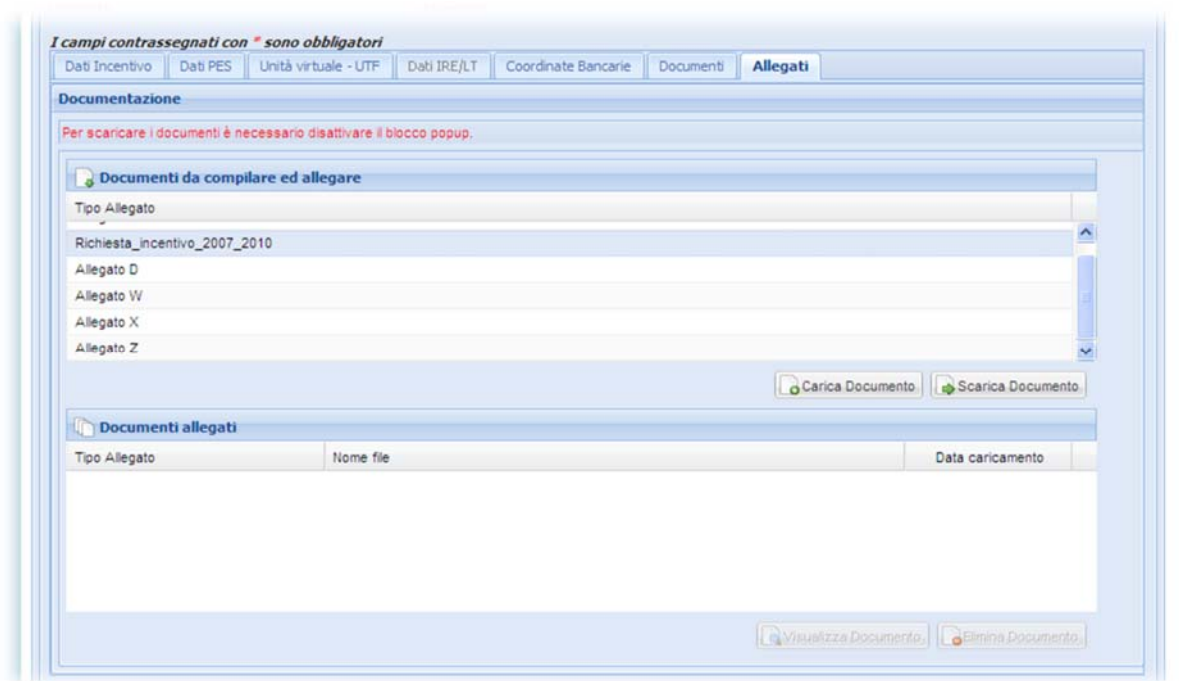 I campi contrassegnati con * sono obbligatori
Dati Incentivo Dati PES Unità virtuale - UTF Dati IRE/LT Coordinate Bancarie Documenti Allegati
Documentazione
Per scaricare i documenti è necessario disattivare il blocco popup.
Documenti da compilare ed allegare
Tipo Allegato
Richiesta_incentivo_2007_2010
Allegato D
Allegato W
Allegato X
Allegato Z
Carica Documento Scarica Documento
Documenti allegati
Tipo Allegato Nome file Data caricamento
Visualizza Documento Elimina Documento